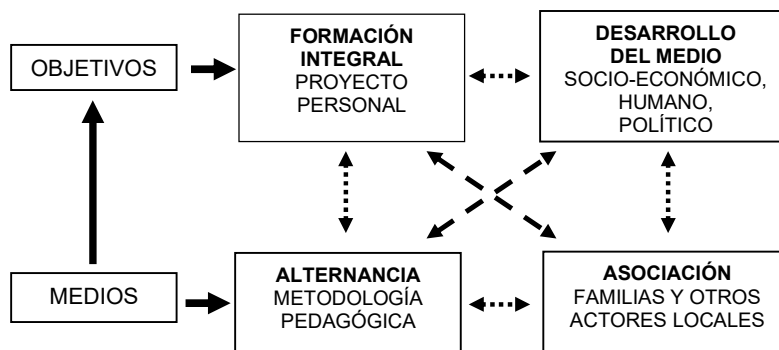 OBJETIVOS
FORMACIÓN
INTEGRAL
PROYECTO
PERSONAL
DESARROLLO
DEL MEDIO
SOCIO-ECONÓMICO,
HUMANO,
POLÍTICO
MEDIOS
ALTERNANCIA
METODOLOGÍA
PEDAGÓGICA
ASOCIACIÓN
FAMILIAS Y OTROS
ACTORES LOCALES